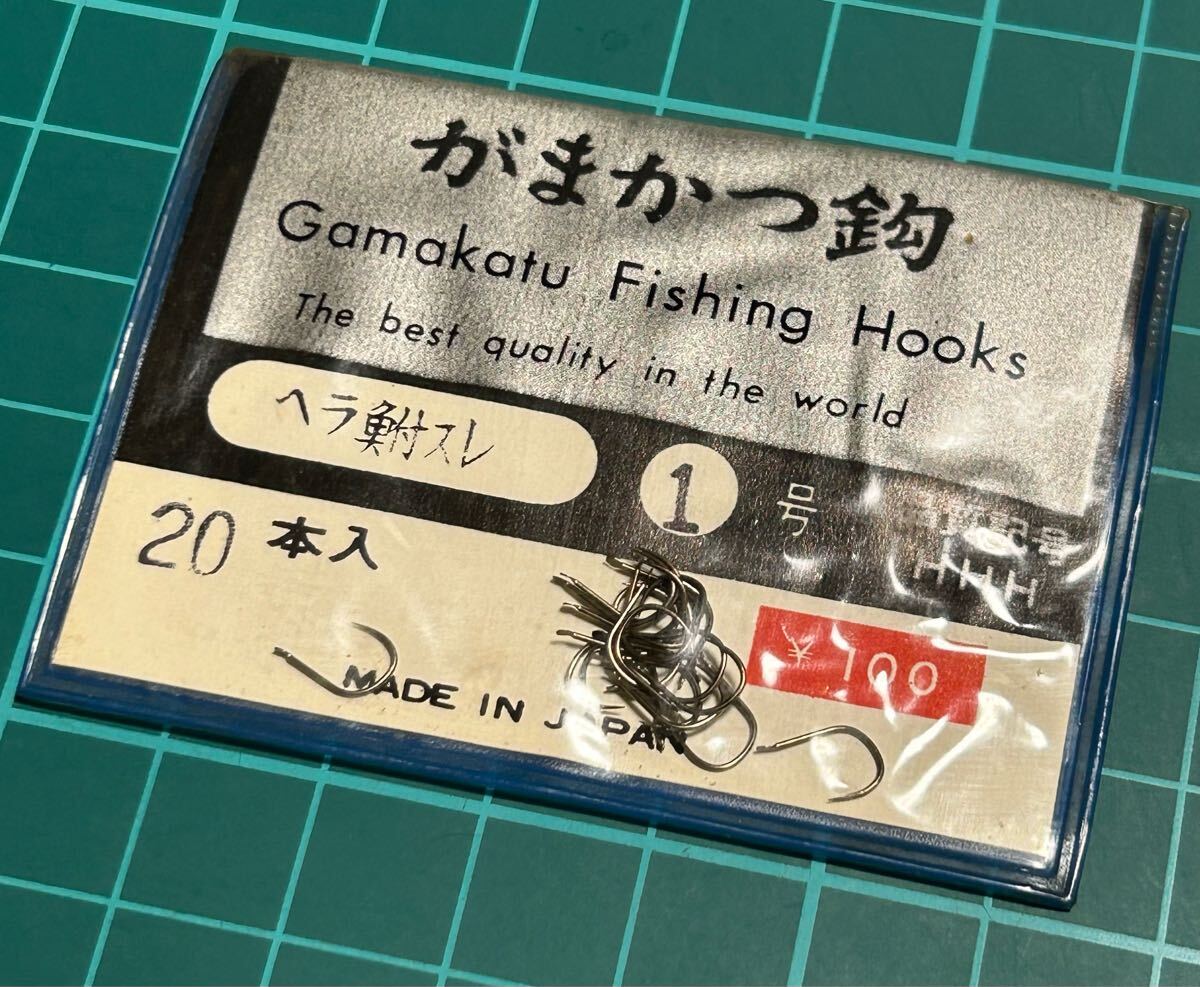 がまかつ鈎
Gamakatu Fishing Hooks
The best quality in the world
ヘラ鮒スレ
1 号
HHH
20 本入
¥100
MADE IN JAPAN